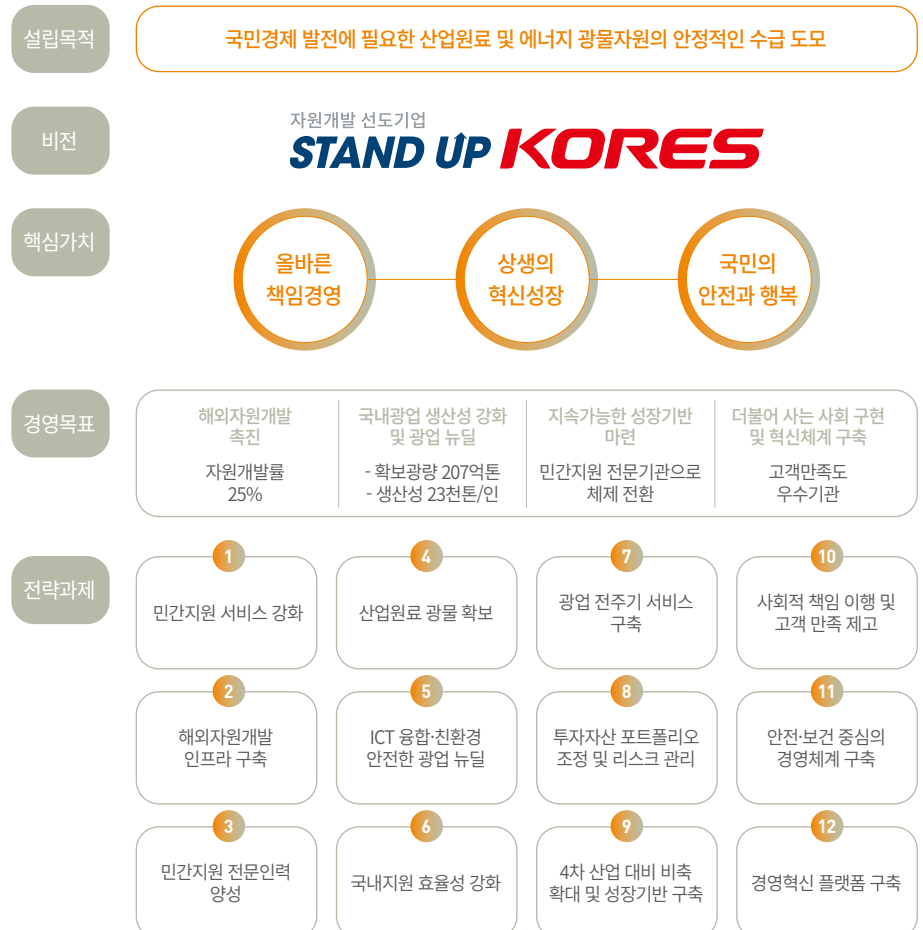 설립목적
국민경제 발전에 필요한 산업원료 및 에너지 광물자원의 안정적인 수급 도모
비전
자원개발 선도기업
STAND UP KORES
핵심가치
올바른
책임경영
상생의
혁신성장
국민의
안전과 행복
경영목표
해외자원개발
촉진
자원개발률
25%
국내광업 생산성 강화
및 광업 뉴딜
- 확보광량 207억톤
- 생산성 23천톤/인
지속가능한 성장기반
마련
민간지원 전문기관으로
체제 전환
더불어 사는 사회 구현
및 혁신체계 구축
고객만족도
우수기관
전략과제
1
민간지원 서비스 강화
4
산업원료 광물 확보
7
광업 전주기 서비스
구축
10
사회적 책임 이행 및
고객 만족 제고
2
해외자원개발
인프라 구축
5
ICT 융합·친환경
안전한 광업 뉴딜
8
투자자산 포트폴리오
조정 및 리스크 관리
11
안전·보건 중심의
경영체계 구축
3
민간지원 전문인력
양성
6
국내지원 효율성 강화
9
4차 산업 대비 비축
확대 및 성장기반 구축
12
경영혁신 플랫폼 구축